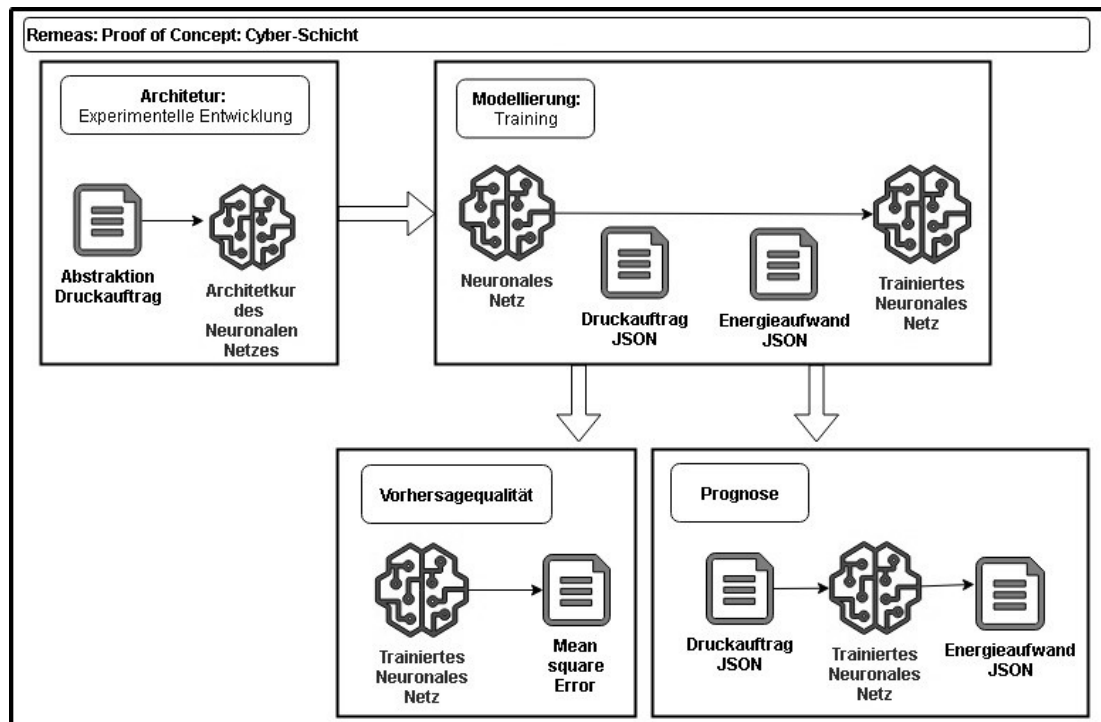 Remeas: Proof of Concept: Cyber-Schicht
Architetur:
Experimentelle Entwicklung
Abstraktion
Druckauftrag
Architetkur
des
Neuronalen
Netzes
Modellierung:
Training
Neuronales
Netz
Druckauftrag
JSON
Energieaufwand
JSON
Trainiertes
Neuronales
Netz
Vorhersagequalität
Trainiertes
Neuronales
Netz
Mean
square
Error
Prognose
Druckauftrag
JSON
Trainiertes
Neuronales
Netz
Energieaufwand
JSON